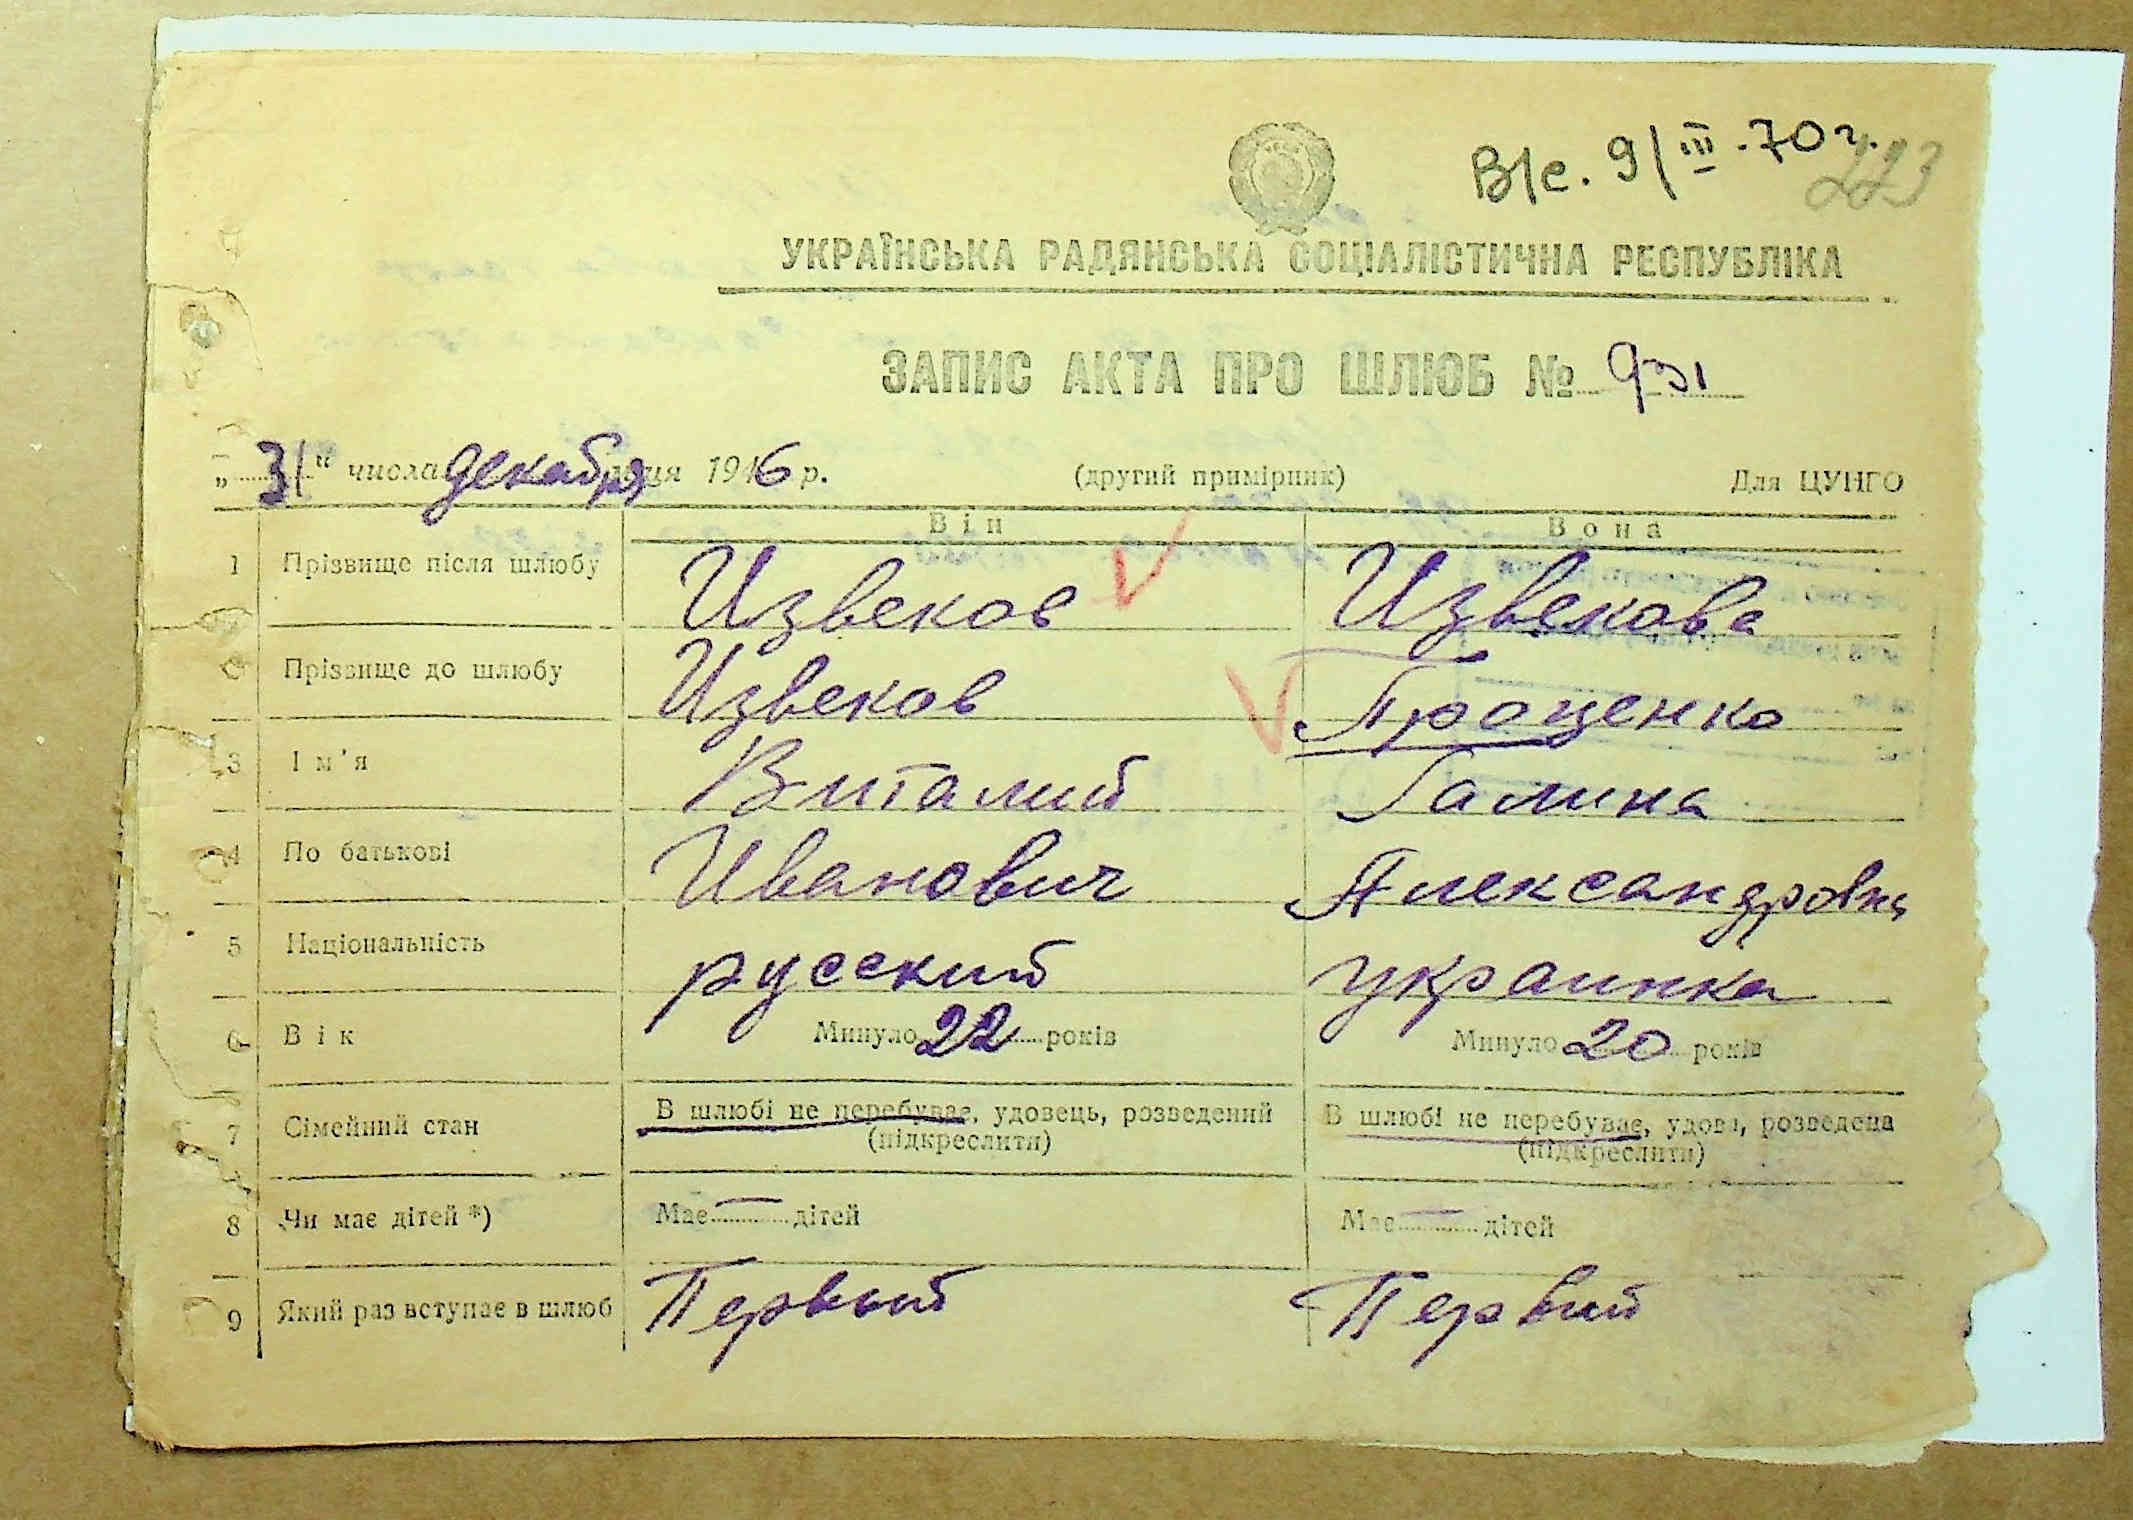 В/с. 9/III-70 г.
223
УКРАЇНСЬКА РАДЯНСЬКА СОЦІАЛІСТИЧНА РЕСПУБЛІКА
ЗАПИС АКТА ПРО ШЛЮБ № 931
„31" числа декабря місяця 1946 р. (другий примірник) Для ЦУНГО
Він Вона
1 Прізвище після шлюбу Извеков Извекова
Прізвище до шлюбу Извеков Проценко
3 Ім'я Виталий Галина
4 По батькові Иванович Александровна
5 Національність русский украинка
6 Вік Минуло 22 років Минуло 20 років
7 Сімейний стан В шлюбі не перебуває, удовець, розведений В шлюбі не перебуває, удова, розведена
(підкреслити) (підкреслити)
8 Чи має дітей *) Має — дітей Має — дітей
9 Який раз вступає в шлюб Первый Первый